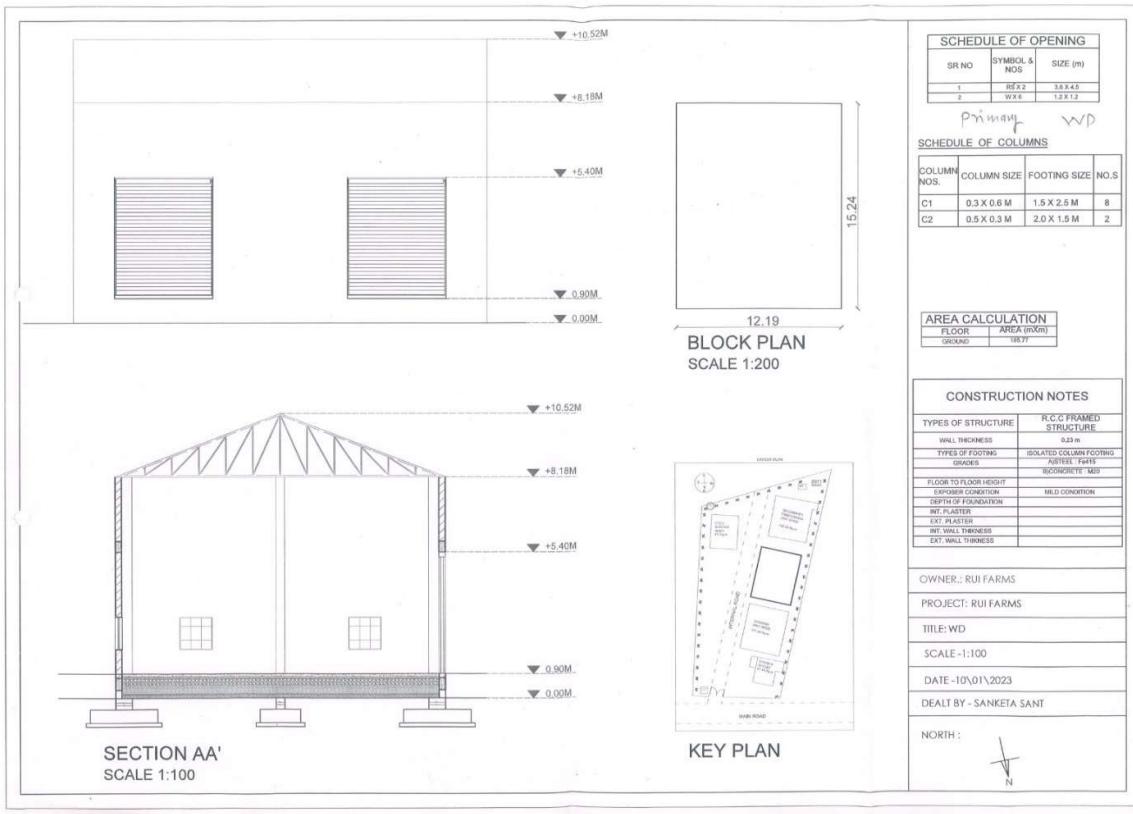 +10.52M
+8.18M
+5.40M
0.90M
0.00M
15.24
12.19
BLOCK PLAN
SCALE 1:200
+10.52M
+8.18M
+5.40M
0.90M
0.00M
SECTION AA'
SCALE 1:100
INTERNAL ROAD
MAIN ROAD
KEY PLAN
SCHEDULE OF OPENING
SR NO SYMBOL & NOS SIZE (m)
1 RS X 2 3.6 X 4.5
2 W X 6 1.2 X 1.2
Primary WD
SCHEDULE OF COLUMNS
COLUMN NOS. COLUMN SIZE FOOTING SIZE NO.S
C1 0.3 X 0.6 M 1.5 X 2.5 M 8
C2 0.5 X 0.3 M 2.0 X 1.5 M 2
AREA CALCULATION
FLOOR AREA (mXm)
GROUND 185.77
CONSTRUCTION NOTES
TYPES OF STRUCTURE R.C.C FRAMED STRUCTURE
WALL THICKNESS 0.23 m
TYPES OF FOOTING ISOLATED COLUMN FOOTING
GRADES A)STEEL : Fe415
B)CONCRETE : M20
FLOOR TO FLOOR HEIGHT
EXPOSER CONDITION MILD CONDITION
DEPTH OF FOUNDATION
INT. PLASTER
EXT. PLASTER
INT. WALL THIKNESS
EXT. WALL THIKNESS
OWNER.: RUI FARMS
PROJECT: RUI FARMS
TITLE: WD
SCALE -1:100
DATE -10\01\2023
DEALT BY - SANKETA SANT
NORTH :
N